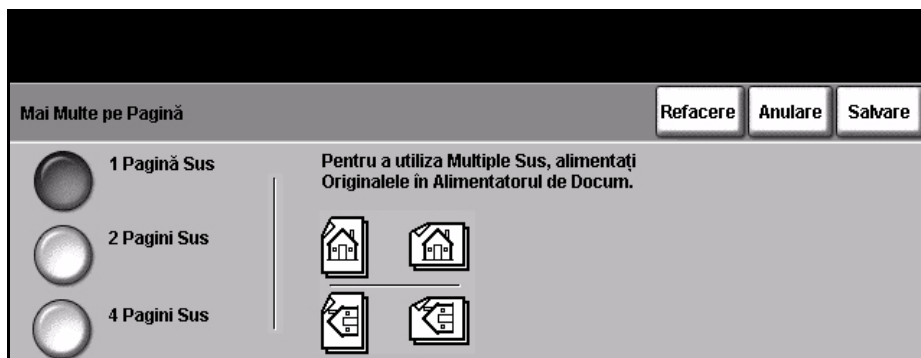 Mai Multe pe Pagină
Refacere
Anulare
Salvare
1 Pagină Sus
2 Pagini Sus
4 Pagini Sus
Pentru a utiliza Multiple Sus, alimentați
Originalele în Alimentatorul de Docum.